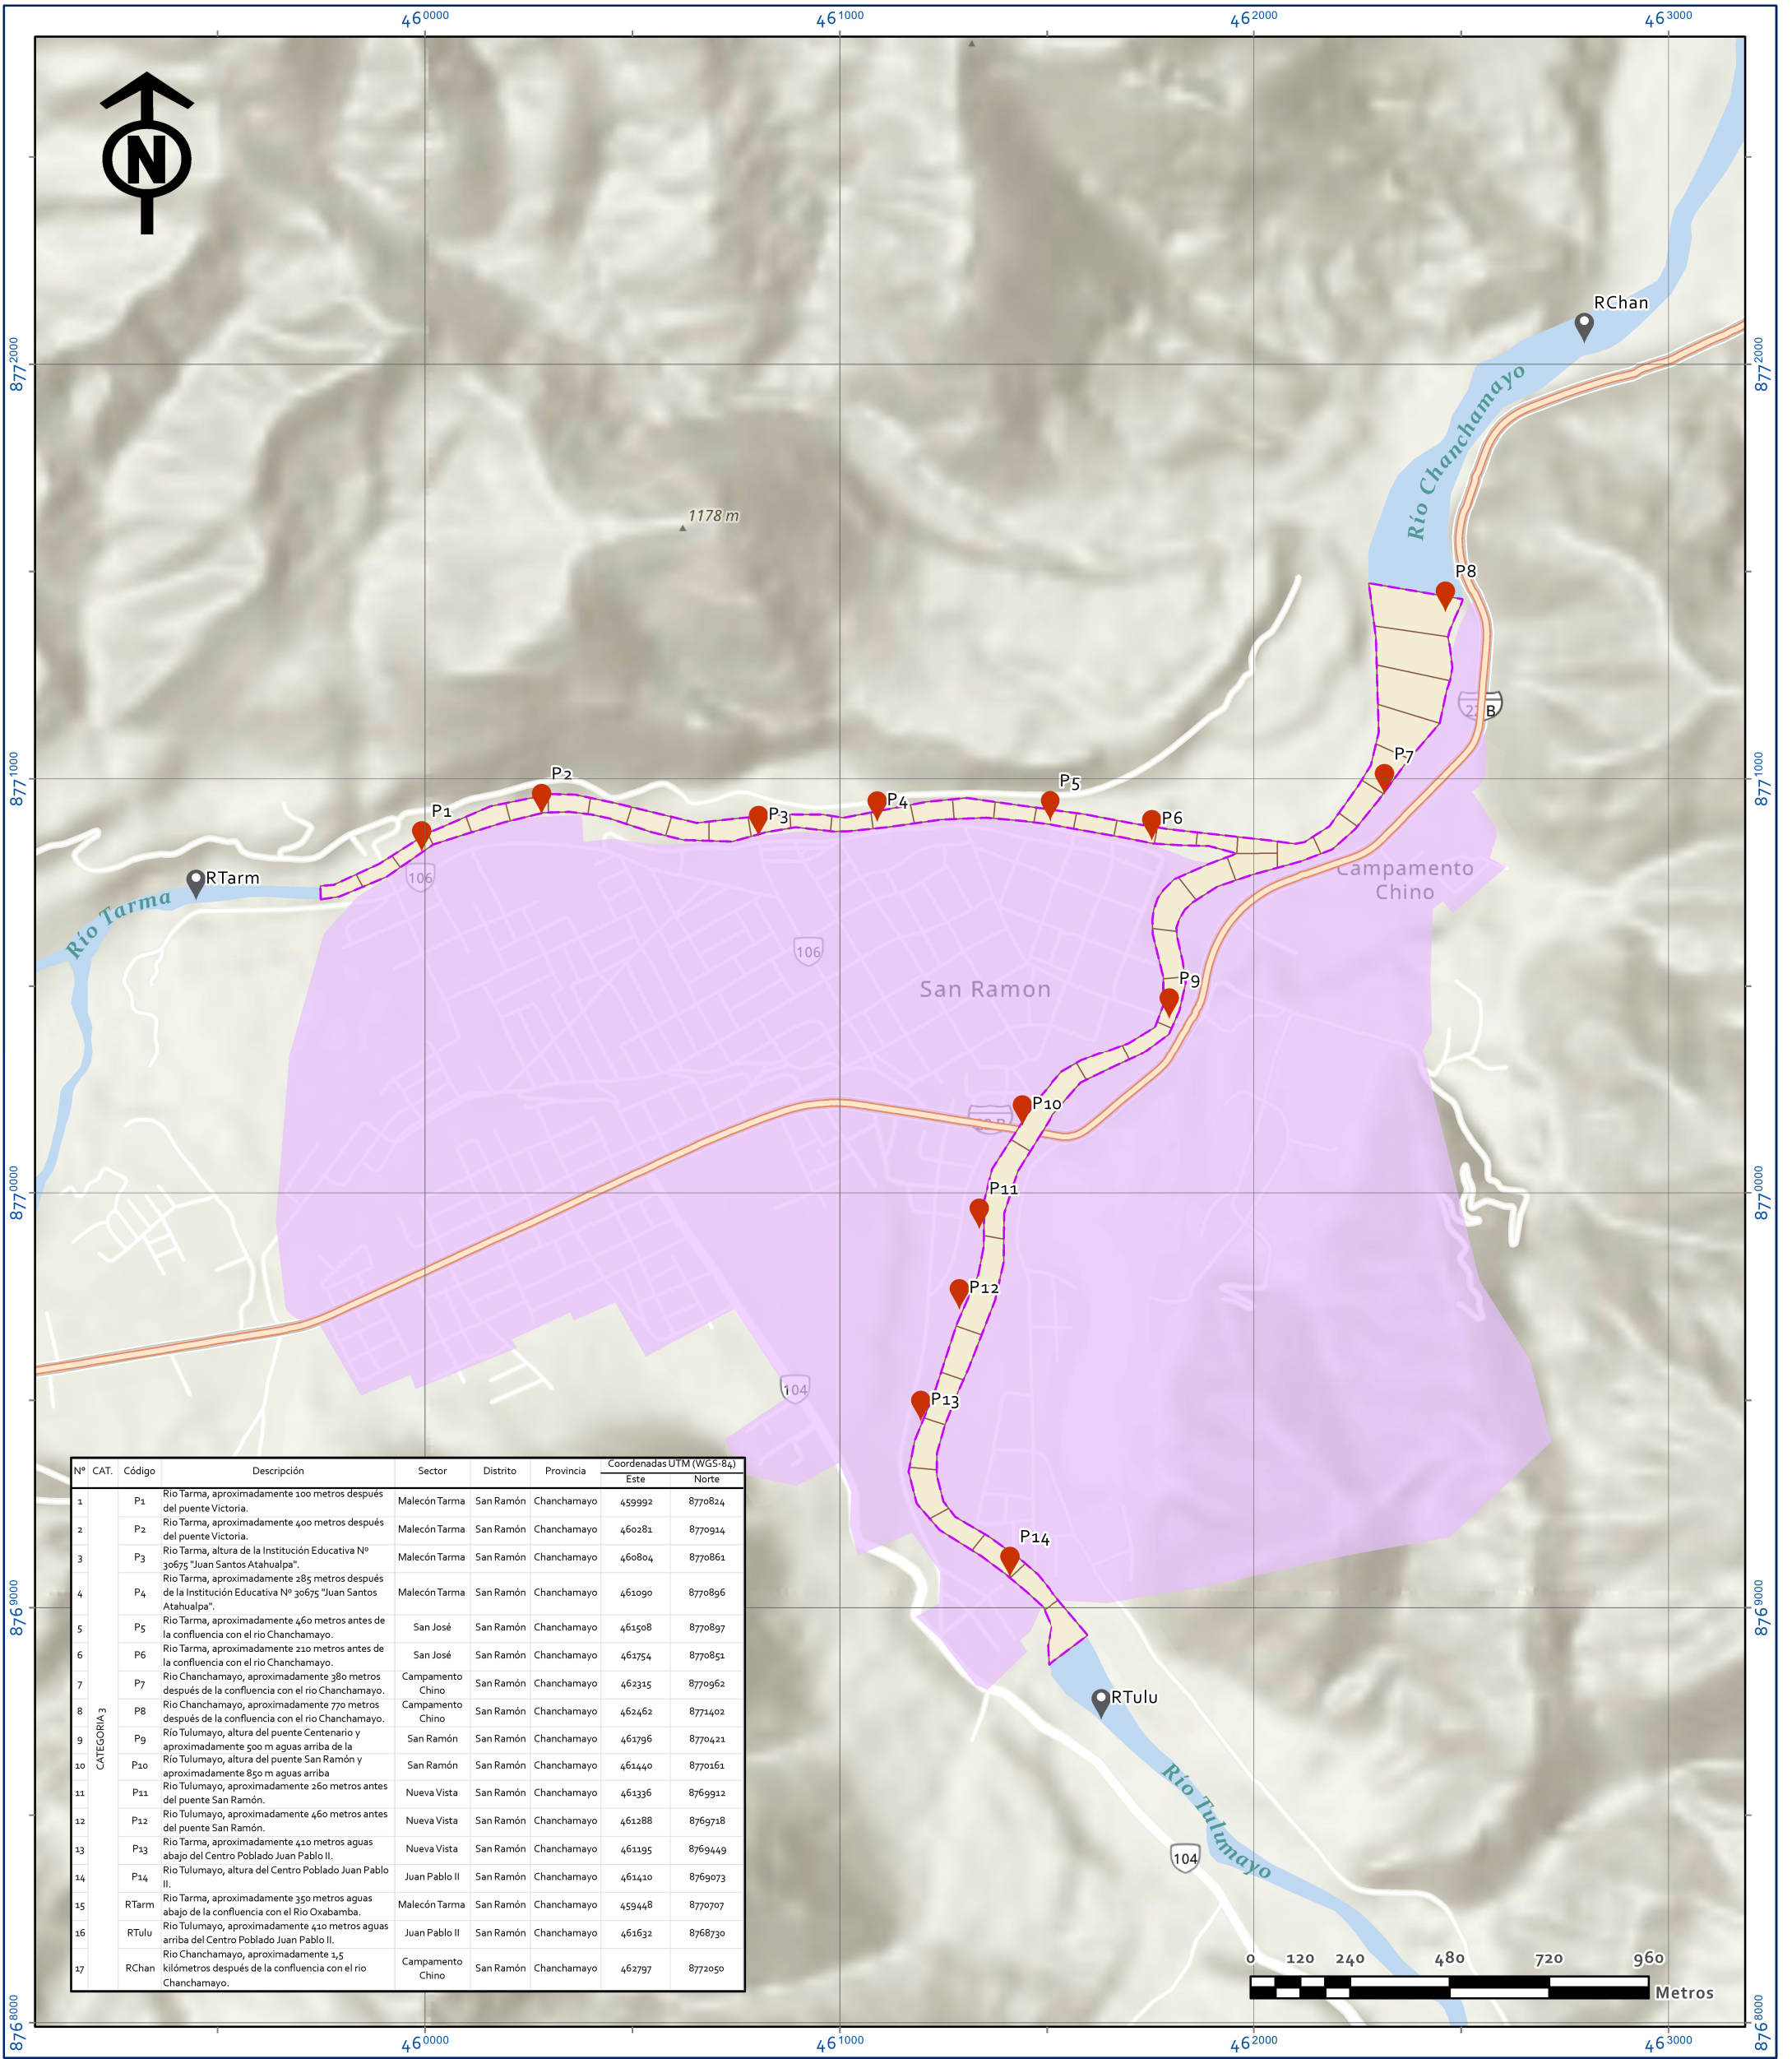 460000 461000 462000 463000
N
RChan
8772000 8772000
Río Chanchamayo
1178 m
P8
22 B
P7
8771000 8771000
P2
P5
P1 P4
P3 P6
Campamento
Chino
RTarm
106
Río Tarma
106
San Ramon
P9
P10
8770000 8770000
P11
P12
104
P13
P14
8769000 8769000
RTulu
Río Tulumayo
104
Nº CAT. Código Descripción Sector Distrito Provincia Coordenadas UTM (WGS-84)
Este Norte
CATEGORIA 3
1 P1 Rio Tarma, aproximadamente 100 metros después Malecón Tarma San Ramón Chanchamayo 459992 8770824
del puente Victoria.
2 P2 Rio Tarma, aproximadamente 400 metros después Malecón Tarma San Ramón Chanchamayo 460281 8770914
del puente Victoria.
3 P3 Rio Tarma, altura de la Institución Educativa Nº Malecón Tarma San Ramón Chanchamayo 460804 8770861
30675 "Juan Santos Atahualpa".
4 P4 Rio Tarma, aproximadamente 285 metros después Malecón Tarma San Ramón Chanchamayo 461090 8770896
de la Institución Educativa Nº 30675 "Juan Santos
Atahualpa".
5 P5 Rio Tarma, aproximadamente 460 metros antes de San José San Ramón Chanchamayo 461508 8770897
la confluencia con el rio Chanchamayo.
6 P6 Rio Tarma, aproximadamente 210 metros antes de San José San Ramón Chanchamayo 461754 8770851
la confluencia con el rio Chanchamayo.
7 P7 Rio Chanchamayo, aproximadamente 380 metros Campamento Chino San Ramón Chanchamayo 462315 8770962
después de la confluencia con el rio Chanchamayo.
8 P8 Rio Chanchamayo, aproximadamente 770 metros Campamento Chino San Ramón Chanchamayo 462462 8771402
después de la confluencia con el rio Chanchamayo.
9 P9 Río Tulumayo, altura del puente Centenario y San Ramón San Ramón Chanchamayo 461796 8770421
aproximadamente 500 m aguas arriba de la
10 P10 Río Tulumayo, altura del puente San Ramón y San Ramón San Ramón Chanchamayo 461440 8770161
aproximadamente 850 m aguas arriba
11 P11 Rio Tulumayo, aproximadamente 260 metros antes Nueva Vista San Ramón Chanchamayo 461336 8769912
del puente San Ramón.
12 P12 Rio Tulumayo, aproximadamente 460 metros antes Nueva Vista San Ramón Chanchamayo 461288 8769718
del puente San Ramón.
13 P13 Rio Tarma, aproximadamente 410 metros aguas Nueva Vista San Ramón Chanchamayo 461195 8769449
abajo del Centro Poblado Juan Pablo II.
14 P14 Rio Tulumayo, altura del Centro Poblado Juan Pablo Juan Pablo II San Ramón Chanchamayo 461410 8769073
II.
15 RTarm Rio Tarma, aproximadamente 350 metros aguas Malecón Tarma San Ramón Chanchamayo 459448 8770707
abajo de la confluencia con el Rio Oxabamba.
16 RTulu Rio Tulumayo, aproximadamente 410 metros aguas Juan Pablo II San Ramón Chanchamayo 461632 8768730
arriba del Centro Poblado Juan Pablo II.
17 RChan Rio Chanchamayo, aproximadamente 1,5 Campamento Chino San Ramón Chanchamayo 462797 8772050
kilómetros después de la confluencia con el rio
Chanchamayo.
0 120 240 480 720 960
Metros
8768000 8768000
460000 461000 462000 463000